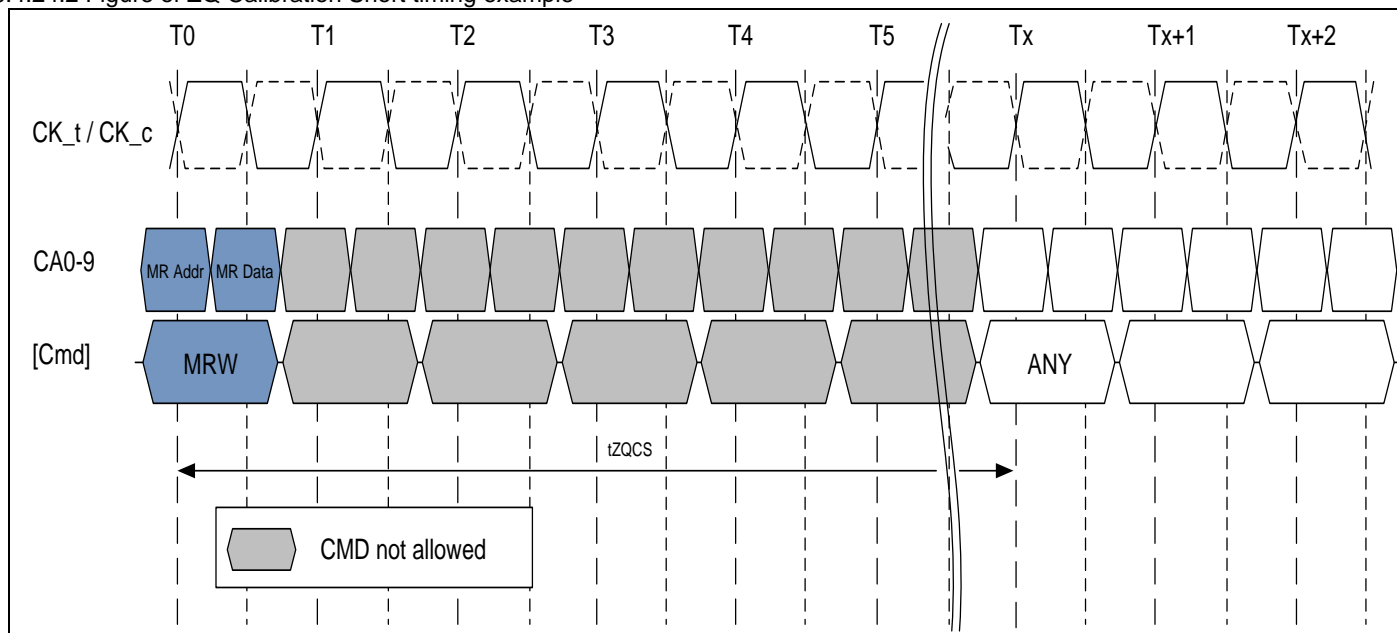 T0 T1 T2 T3 T4 T5 Tx Tx+1 Tx+2
CK_t / CK_c
CA0-9
MR Addr MR Data
[Cmd]
MRW
ANY
tZQCS
CMD not allowed